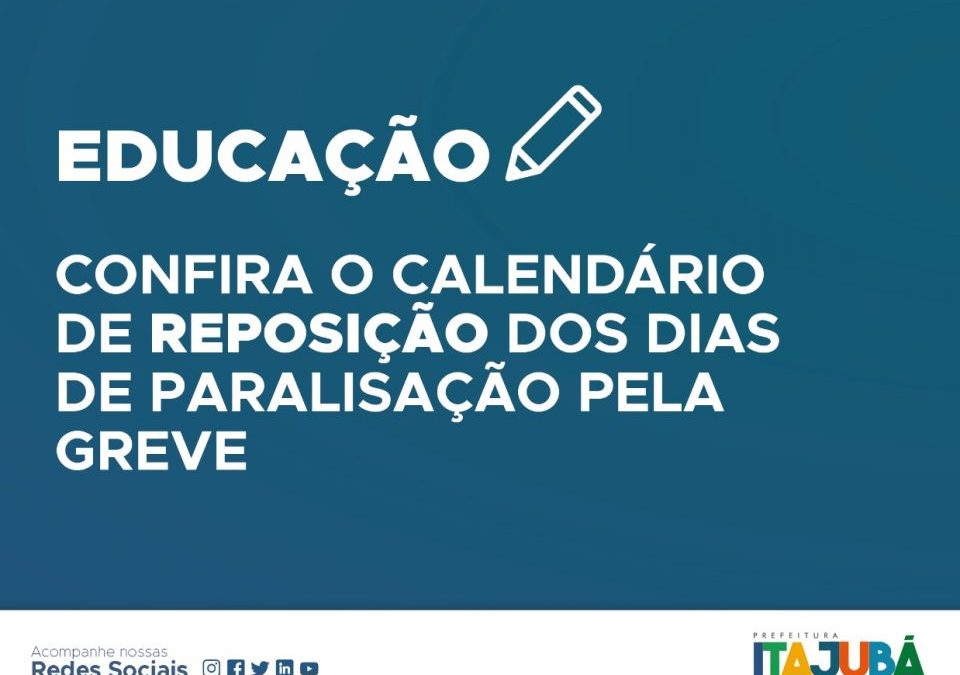 EDUCAÇÃO
CONFIRA O CALENDÁRIO
DE REPOSIÇÃO DOS DIAS
DE PARALISAÇÃO PELA
GREVE
Acompanhe nossas
Redes Sociais
PREFEITURA
ITAJUBÁ